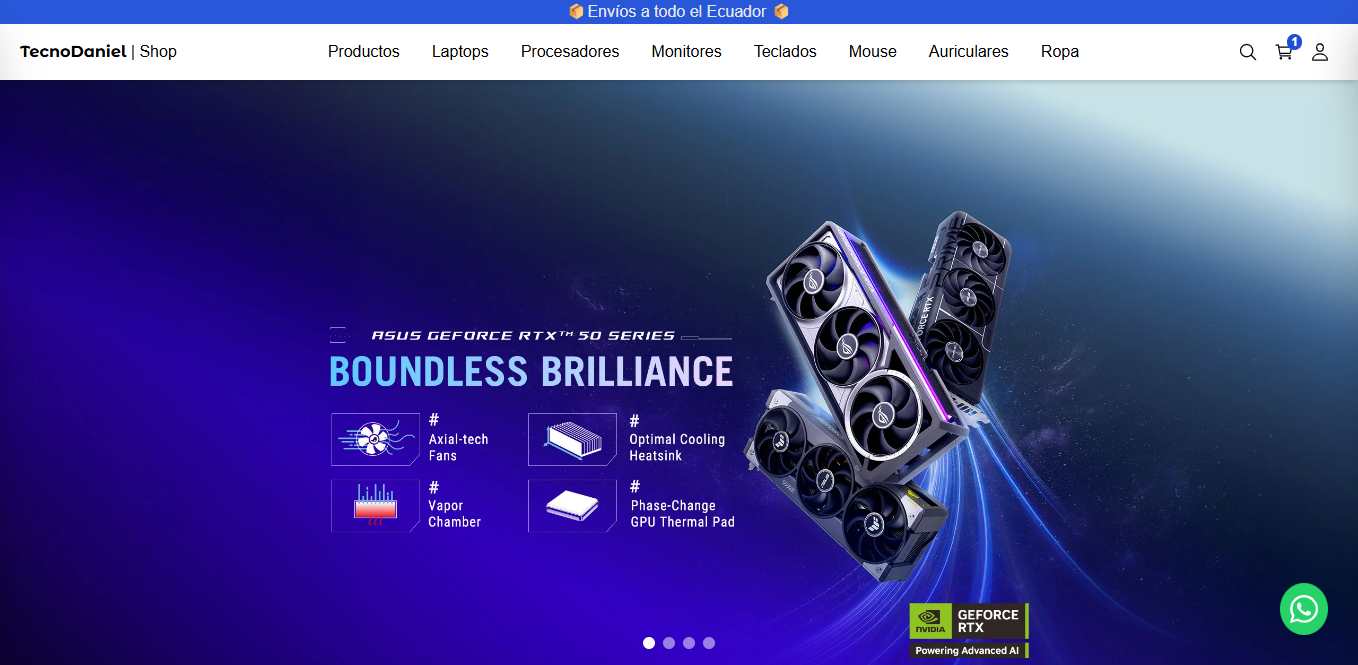 📦 Envíos a todo el Ecuador 📦
TecnoDaniel | Shop
Productos
Laptops
Procesadores
Monitores
Teclados
Mouse
Auriculares
Ropa
1
ASUS GEFORCE RTX™ 50 SERIES
BOUNDLESS BRILLIANCE
#
Axial-tech
Fans
#
Optimal Cooling
Heatsink
#
Vapor
Chamber
#
Phase-Change
GPU Thermal Pad
NVIDIA
GEFORCE
RTX
Powering Advanced AI